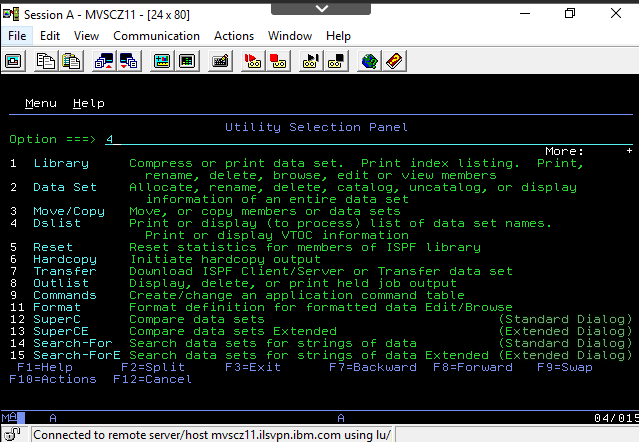 Session A - MVSCZ11 - [24 x 80]
File Edit View Communication Actions Window Help
Menu Help
Utility Selection Panel
Option ===> 4
More: +
1 Library Compress or print data set. Print index listing. Print,
rename, delete, browse, edit or view members
2 Data Set Allocate, rename, delete, catalog, uncatalog, or display
information of an entire data set
3 Move/Copy Move, or copy members or data sets
4 Dslist Print or display (to process) list of data set names.
Print or display VTOC information
5 Reset Reset statistics for members of ISPF library
6 Hardcopy Initiate hardcopy output
7 Transfer Download ISPF Client/Server or Transfer data set
8 Outlist Display, delete, or print held job output
9 Commands Create/change an application command table
11 Format Format definition for formatted data Edit/Browse
12 SuperC Compare data sets (Standard Dialog)
13 SuperCE Compare data sets Extended (Extended Dialog)
14 Search-For Search data sets for strings of data (Standard Dialog)
15 Search-ForE Search data sets for strings of data Extended (Extended Dialog)
F1=Help F2=Split F3=Exit F7=Backward F8=Forward F9=Swap
F10=Actions F12=Cancel
MA A A 04/015
Connected to remote server/host mvscz11.ilsvpn.ibm.com using lu/